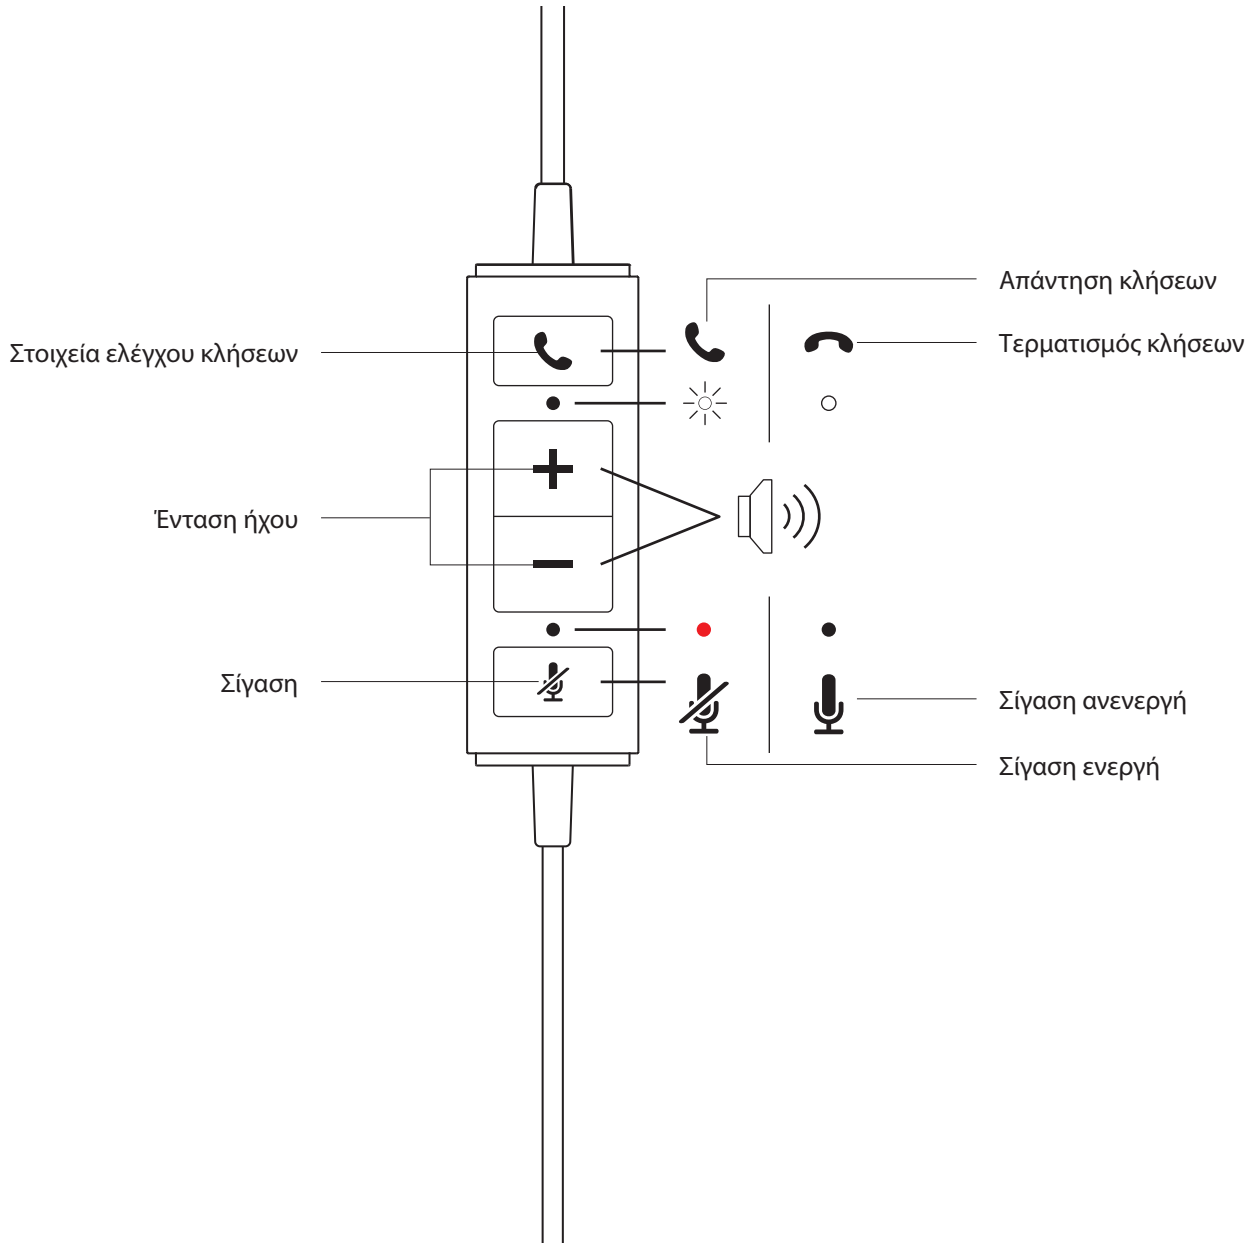 Απάντηση κλήσεων
Τερματισμός κλήσεων
Στοιχεία ελέγχου κλήσεων
Ένταση ήχου
Σίγαση
Σίγαση ανενεργή
Σίγαση ενεργή